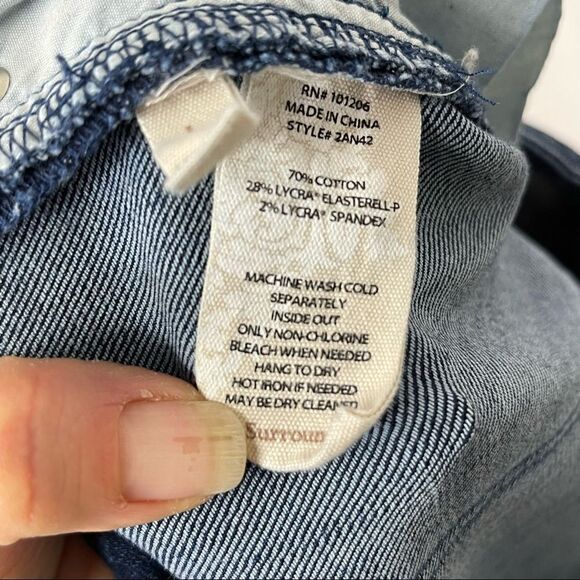 RN# 101206
MADE IN CHINA
STYLE# 2AN42
70% COTTON
28% LYCRA® ELASTERELL-P
2% LYCRA® SPANDEX
MACHINE WASH COLD
SEPARATELY
INSIDE OUT
ONLY NON-CHLORINE
BLEACH WHEN NEEDED
HANG TO DRY
HOT IRON IF NEEDED
MAY BE DRY CLEANED
Surroun